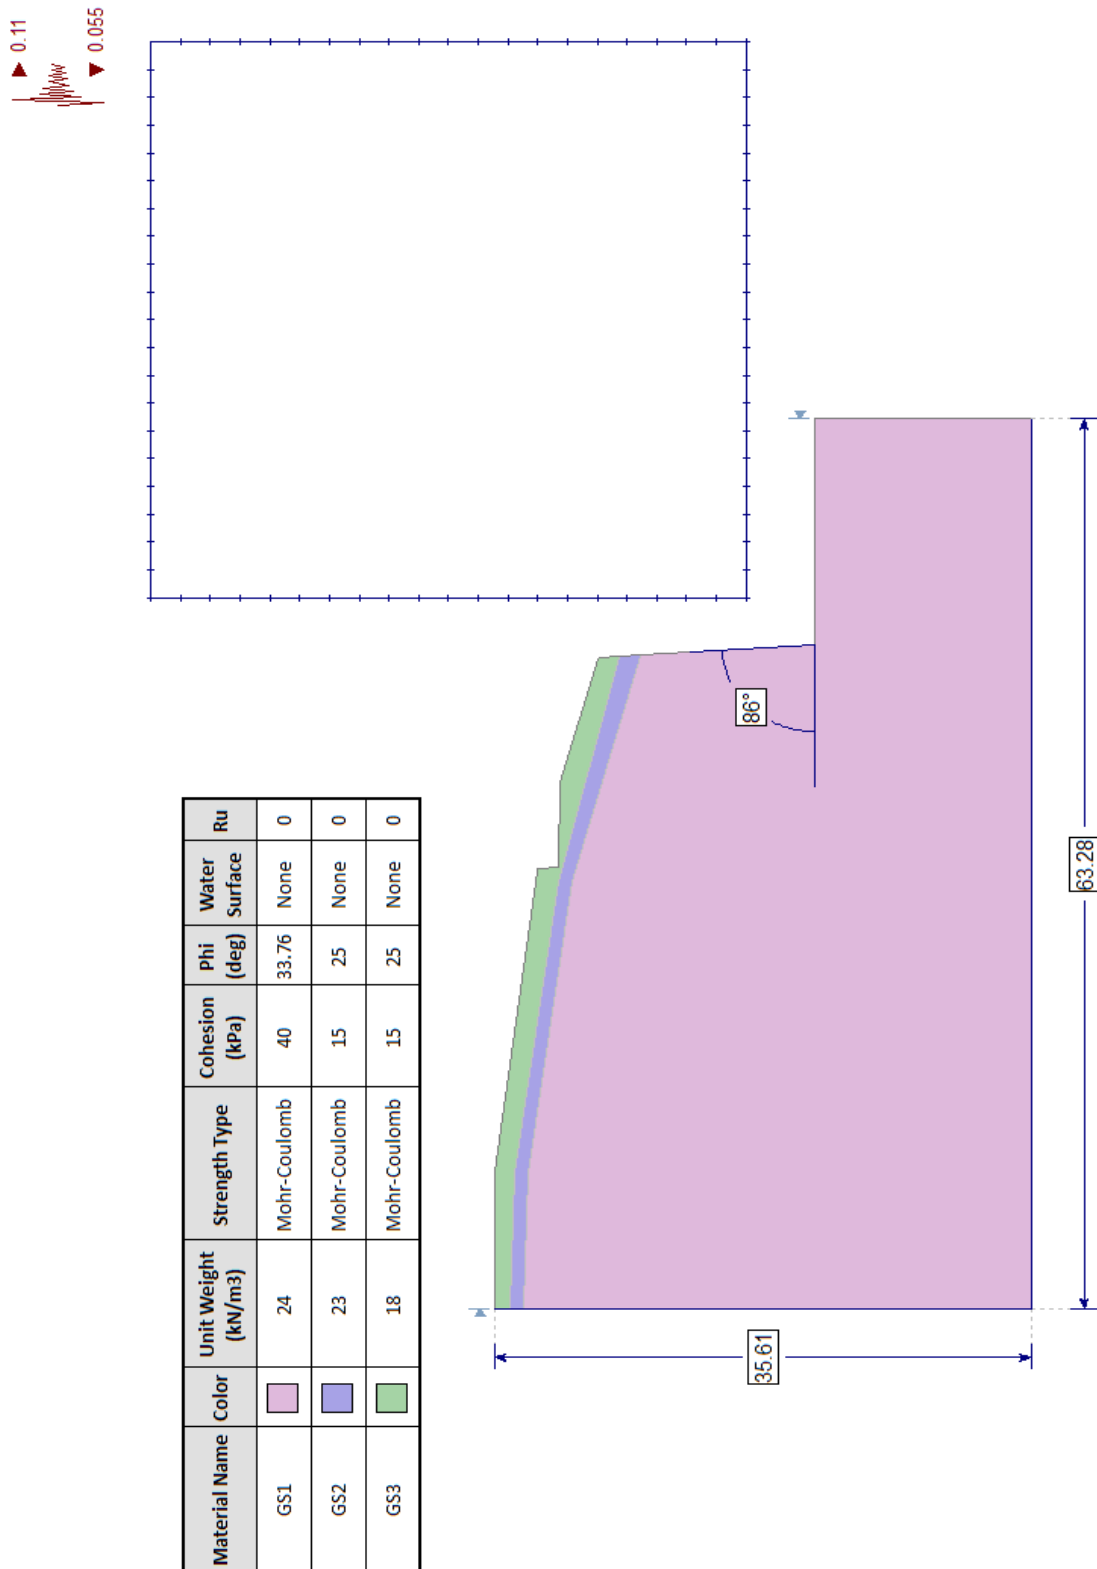 0.11
0.055
Material Name Color Unit Weight (kN/m3) Strength Type Cohesion (kPa) Phi (deg) Water Surface Ru
GS1 24 Mohr-Coulomb 40 33.76 None 0
GS2 23 Mohr-Coulomb 15 25 None 0
GS3 18 Mohr-Coulomb 15 25 None 0
86°
35.61
63.28